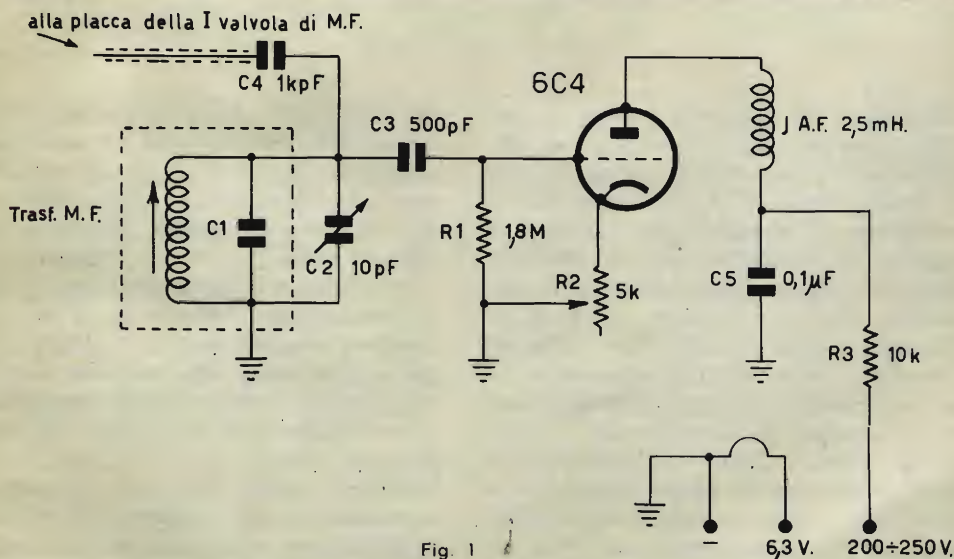 alla placca della I valvola di M.F.
C4 1kpF
6C4
C3 500pF
J A.F. 2,5mH.
Trasf. M.F.
C1
C2 10pF
R1 1,8M
R2 5k
C5 0,1µF
R3 10k
–
6,3 V.
200÷250 V.
Fig. 1